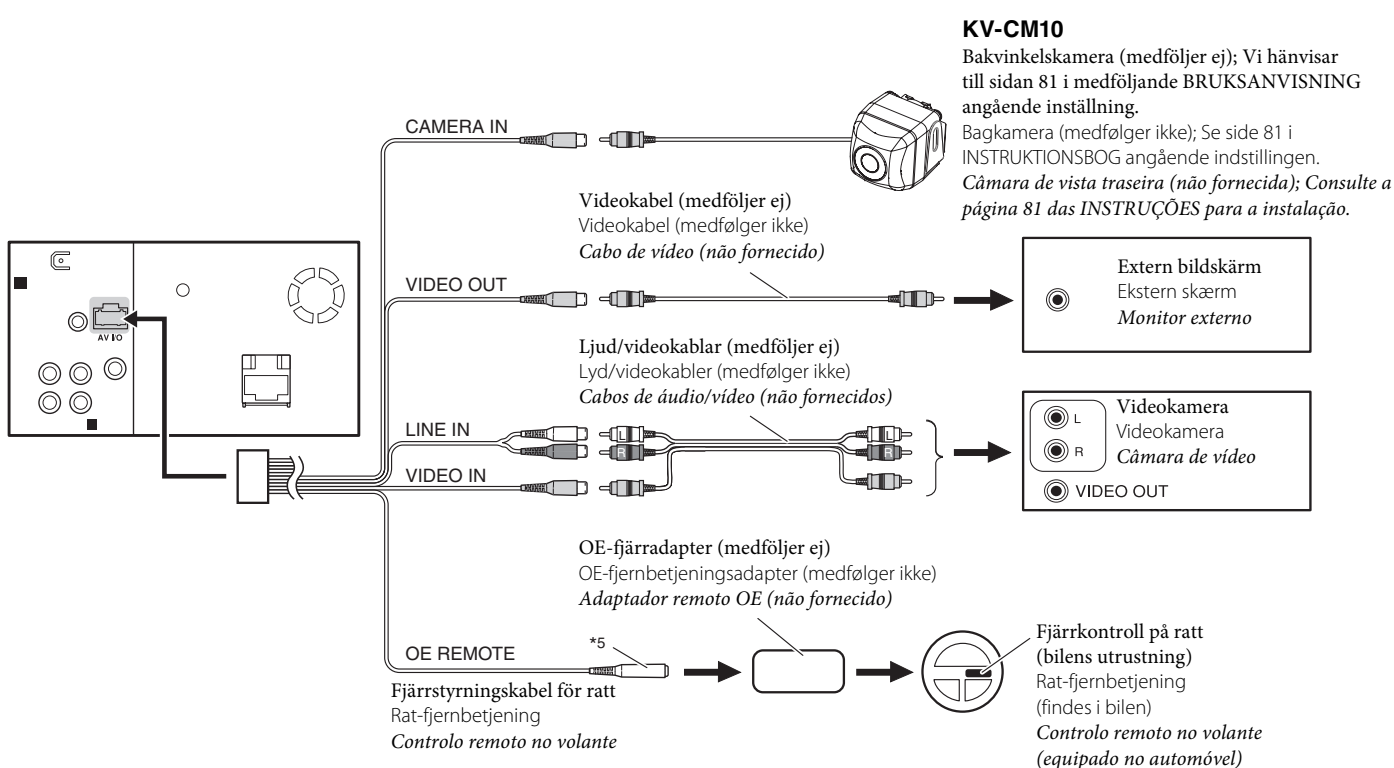 KV-CM10
Bakvinkelskamera (medföljer ej); Vi hänvisar
till sidan 81 i medföljande BRUKSANVISNING
angående inställning.
Bagkamera (medfølger ikke); Se side 81 i
INSTRUKTIONSBOG angående indstillingen.
Câmara de vista traseira (não fornecida); Consulte a
página 81 das INSTRUÇÕES para a instalação.
CAMERA IN
Videokabel (medföljer ej)
Videokabel (medfølger ikke)
Cabo de vídeo (não fornecido)
VIDEO OUT
Extern bildskärm
Ekstern skærm
Monitor externo
AV I/O
Ljud/videokablar (medföljer ej)
Lyd/videokabler (medfølger ikke)
Cabos de áudio/vídeo (não fornecidos)
LINE IN
L
R
L
R
VIDEO IN
L
R
Videokamera
Videokamera
Câmara de vídeo
VIDEO OUT
OE-fjärradapter (medföljer ej)
OE-fjernbetjeningsadapter (medfølger ikke)
Adaptador remoto OE (não fornecido)
OE REMOTE
*5
Fjärrstyrningskabel för ratt
Rat-fjernbetjening
Controlo remoto no volante
Fjärrkontroll på ratt
(bilens utrustning)
Rat-fjernbetjening
(findes i bilen)
Controlo remoto no volante
(equipado no automóvel)